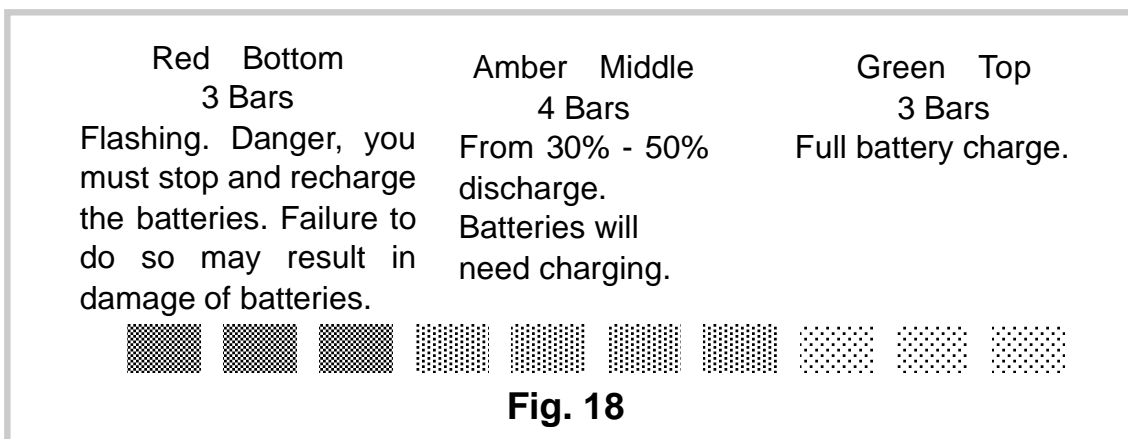 Red Bottom
3 Bars
Flashing. Danger, you
must stop and recharge
the batteries. Failure to
do so may result in
damage of batteries.
Amber Middle
4 Bars
From 30% - 50%
discharge.
Batteries will
need charging.
Green Top
3 Bars
Full battery charge.
Fig. 18